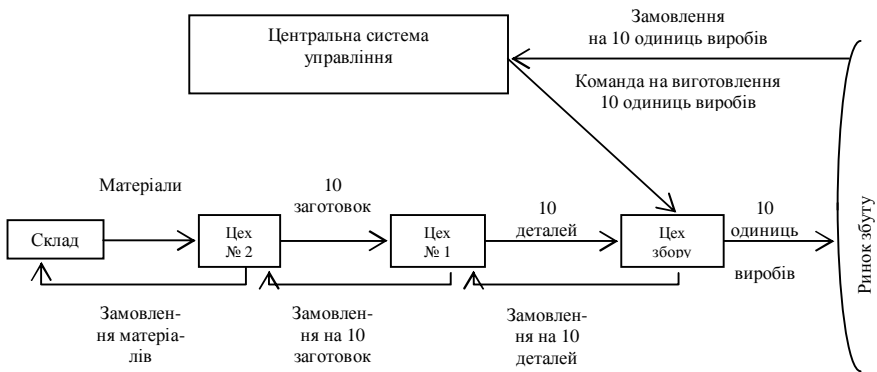 Замовлення
на 10 одиниць виробів
Центральна система
управління
Команда на виготовлення
10 одиниць виробів
Матеріали
10
заготовок
10
деталей
10
одиниць
виробів
Склад
Цех
№ 2
Цех
№ 1
Цех
збору
Ринок збуту
Замовлен-
ня матеріа-
лів
Замовлен-
ня на 10
заготовок
Замовлен-
ня на 10
деталей